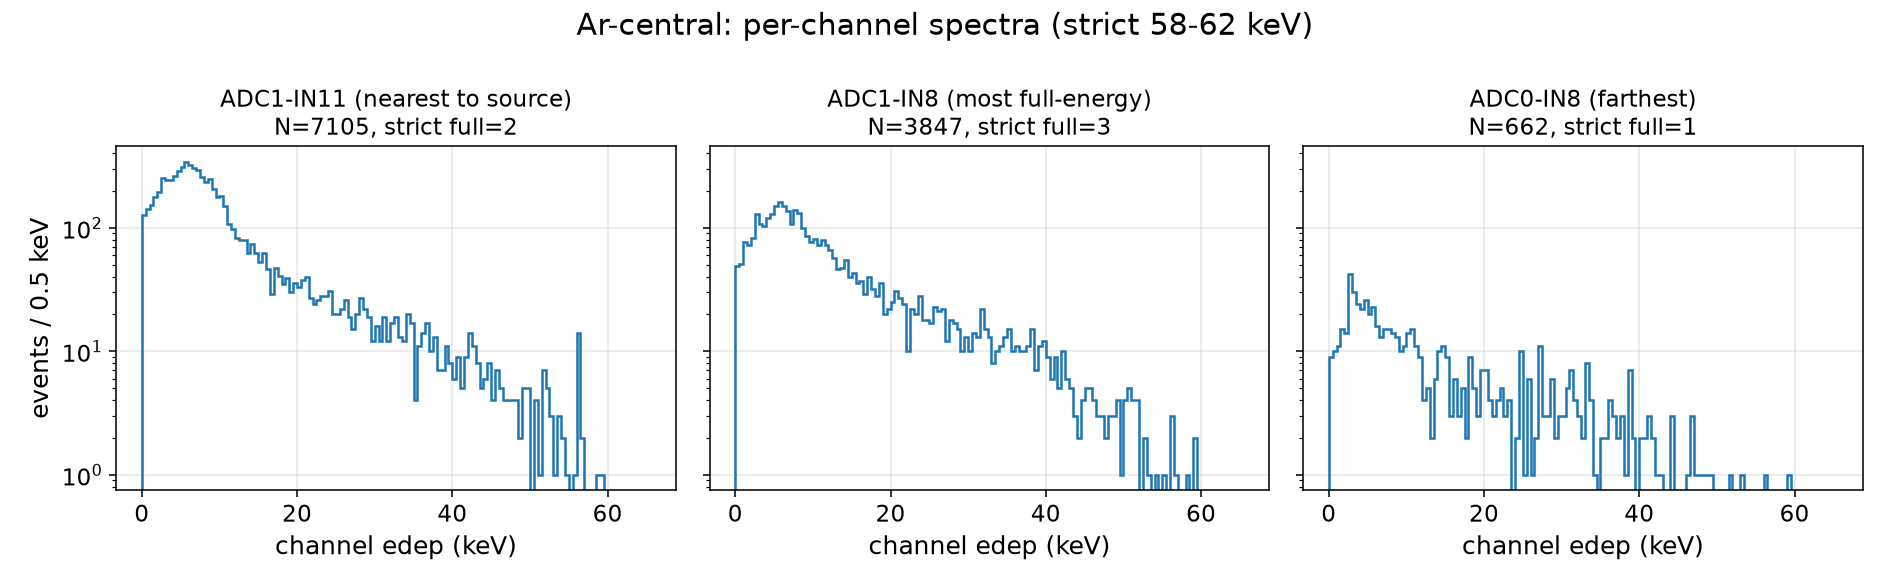 Ar-central: per-channel spectra (strict 58-62 keV)
ADC1-IN11 (nearest to source)
N=7105, strict full=2
ADC1-IN8 (most full-energy)
N=3847, strict full=3
ADC0-IN8 (farthest)
N=662, strict full=1
events / 0.5 keV
10²
10¹
10⁰
0 20 40 60
0 20 40 60
0 20 40 60
channel edep (keV)
channel edep (keV)
channel edep (keV)